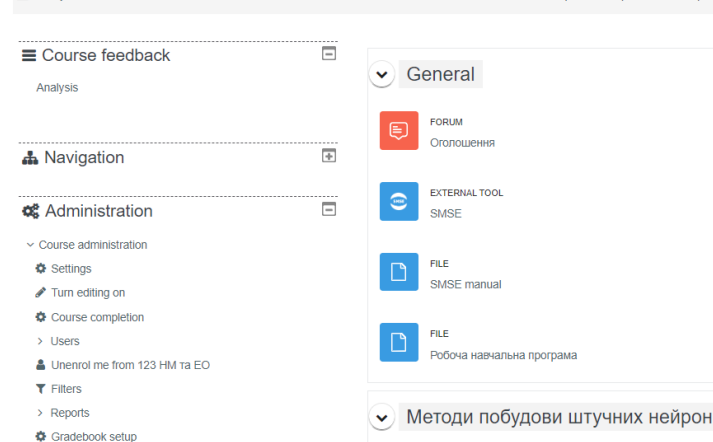 Course feedback
Analysis
Navigation
Administration
Course administration
Settings
Turn editing on
Course completion
Users
Unenrol me from 123 НМ та ЕО
Filters
Reports
Gradebook setup
General
FORUM
Оголошення
EXTERNAL TOOL
SMSE
FILE
SMSE manual
FILE
Робоча навчальна програма
Методи побудови штучних нейрон